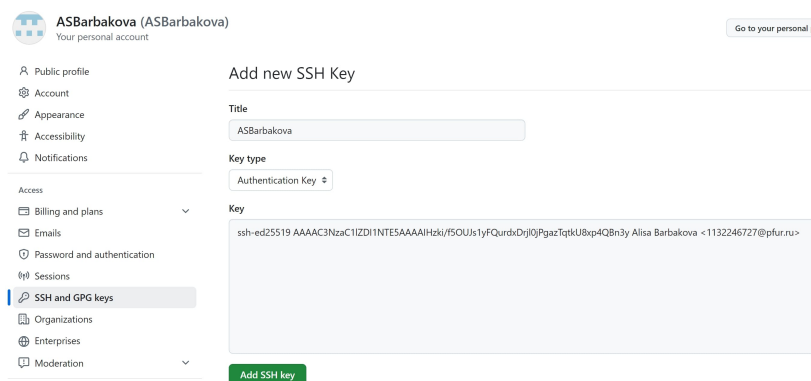 ASBarbakova (ASBarbakova)
Your personal account
Go to your personal
Public profile
Account
Appearance
Accessibility
Notifications
Access
Billing and plans
Emails
Password and authentication
Sessions
SSH and GPG keys
Organizations
Enterprises
Moderation
Add new SSH Key
Title
ASBarbakova
Key type
Authentication Key
Key
ssh-ed25519 AAAAC3NzaC1lZDI1NTE5AAAAIHzki/f5OUJs1yFQurdxDrjl0jPgazTqtkU8xp4QBn3y Alisa Barbakova <1132246727@pfur.ru>
Add SSH key